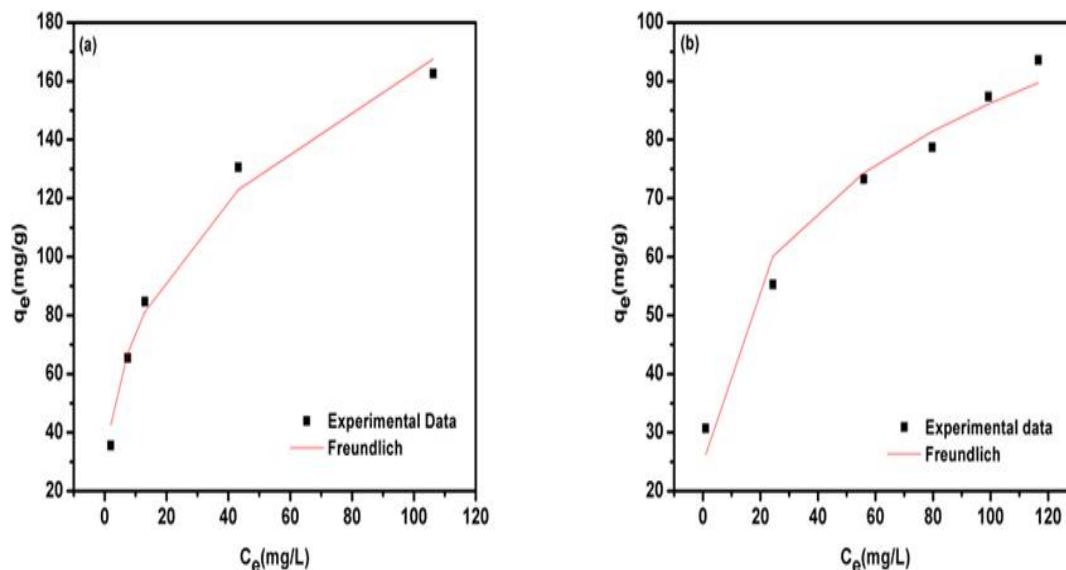 (a)
180
160
140
120
100
80
60
40
20
qe(mg/g)
0 20 40 60 80 100 120
Ce(mg/L)
Experimental Data
Freundlich
(b)
100
90
80
70
60
50
40
30
20
qe(mg/g)
0 20 40 60 80 100 120
Ce(mg/L)
Experimental data
Freundlich